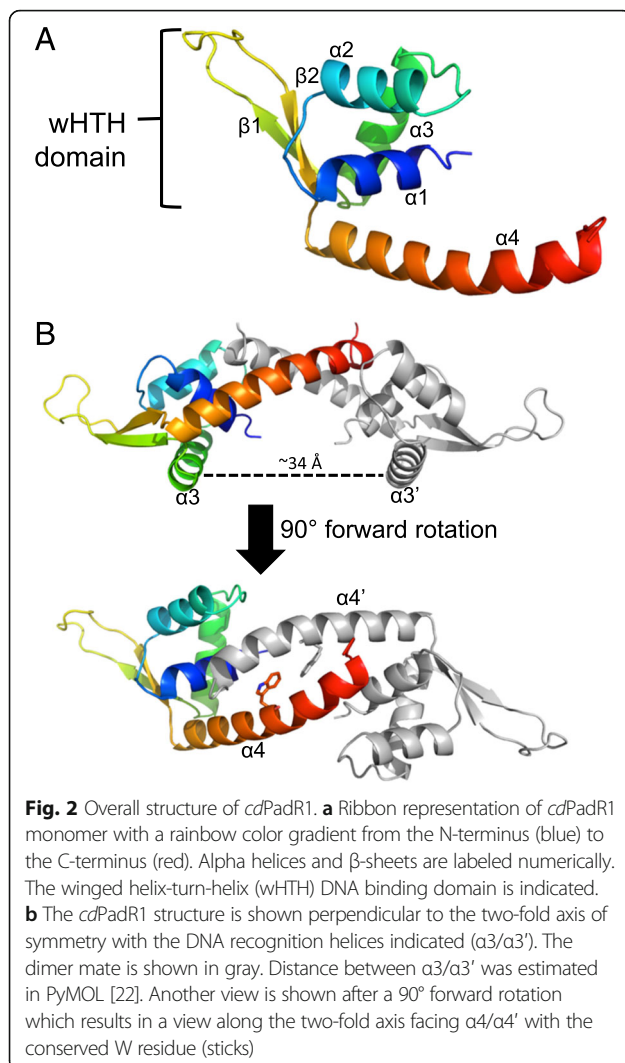 A
α2
β2
wHTH
domain
β1
α3
α1
α4
B
~34 Å
α3
α3’
90° forward rotation
α4’
α4
Fig. 2 Overall structure of cdPadR1. a Ribbon representation of cdPadR1
monomer with a rainbow color gradient from the N-terminus (blue) to
the C-terminus (red). Alpha helices and β-sheets are labeled numerically.
The winged helix-turn-helix (wHTH) DNA binding domain is indicated.
b The cdPadR1 structure is shown perpendicular to the two-fold axis of
symmetry with the DNA recognition helices indicated (α3/α3′). The
dimer mate is shown in gray. Distance between α3/α3′ was estimated
in PyMOL [22]. Another view is shown after a 90° forward rotation
which results in a view along the two-fold axis facing α4/α4′ with the
conserved W residue (sticks)